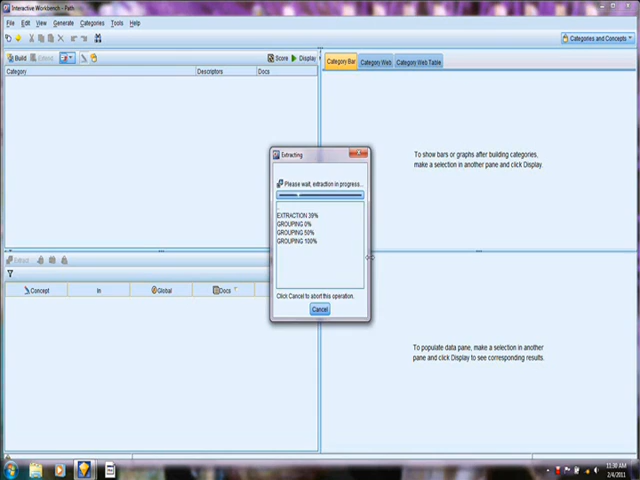 Interactive Workbench - Path
File Edit View Generate Categories Tools Help
Categories and Concepts
Build Extend Score Display
Category Descriptors Docs
Category Bar Category Web Category Web Table
To show bars or graphs after building categories,
make a selection in another pane and click Display.
Extracting
Please wait, extraction in progress...
EXTRACTION 39%
GROUPING 0%
GROUPING 50%
GROUPING 100%
Click Cancel to abort this operation.
Cancel
Extract
Concept In Global Docs
To populate data pane, make a selection in another
pane and click Display to see corresponding results.
11:30 AM
2/4/2011